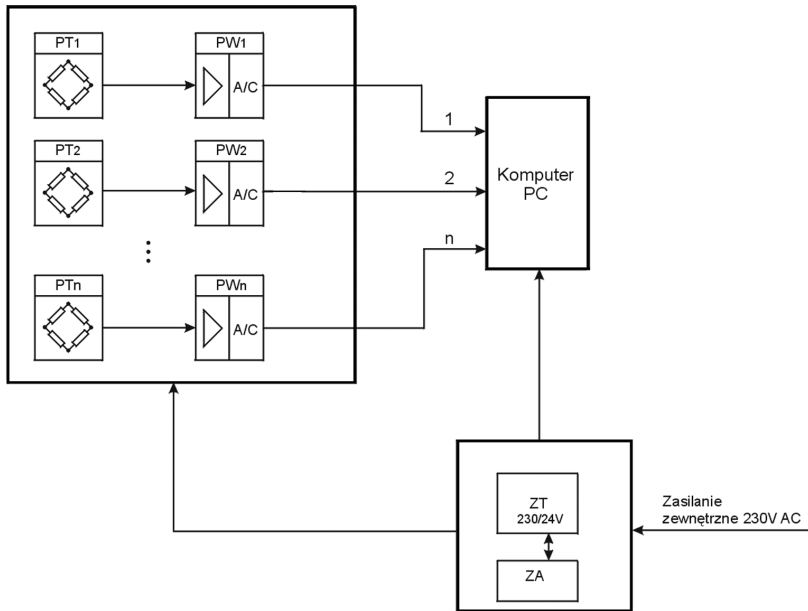 PT1
PW1
A/C
PT2
PW2
A/C
PTn
PWn
A/C
1
2
n
Komputer
PC
ZT
230/24V
ZA
Zasilanie
zewnętrzne 230V AC